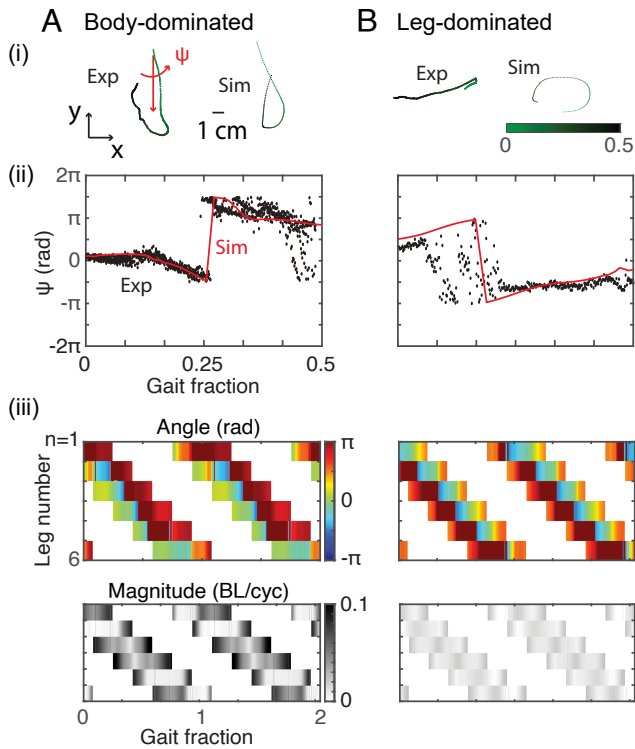 A Body-dominated
B Leg-dominated
(i)
Exp
ψ
Sim
y
x
1 cm
Exp
Sim
0 0.5
(ii)
2π
π
0
-π
-2π
ψ (rad)
Sim
Exp
0 0.25 0.5
Gait fraction
(iii)
Angle (rad)
n=1
6
Leg number
π
0
-π
Magnitude (BL/cyc)
0.1
0
0 1 2
Gait fraction